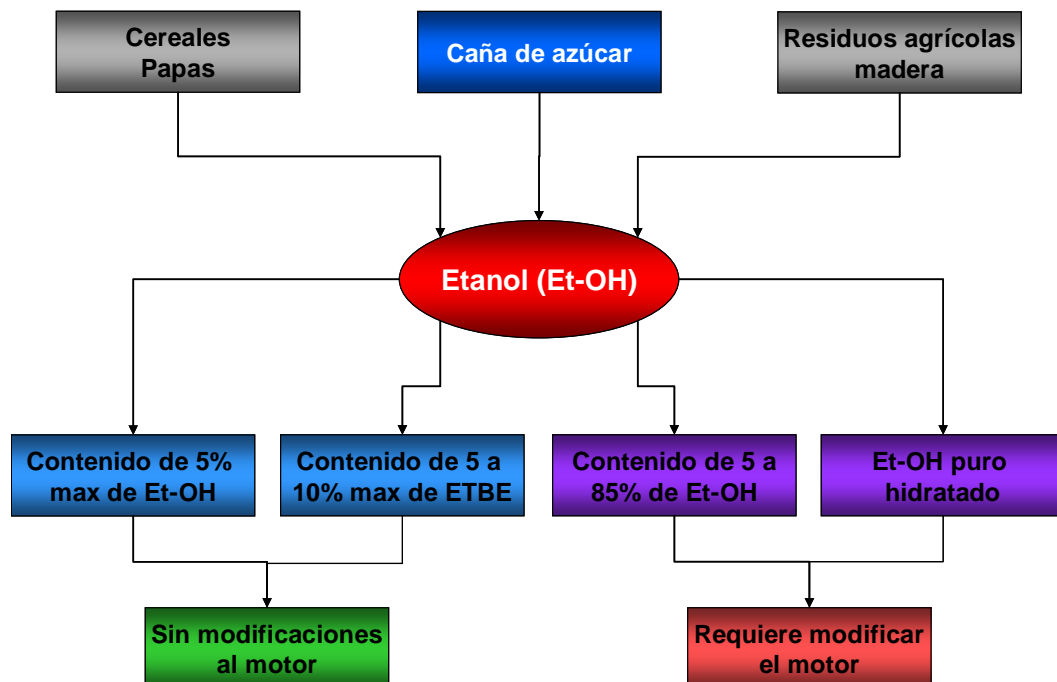 Cereales
Papas
Caña de azúcar
Residuos agrícolas
madera
Etanol (Et-OH)
Contenido de 5%
max de Et-OH
Contenido de 5 a
10% max de ETBE
Contenido de 5 a
85% de Et-OH
Et-OH puro
hidratado
Sin modificaciones
al motor
Requiere modificar
el motor